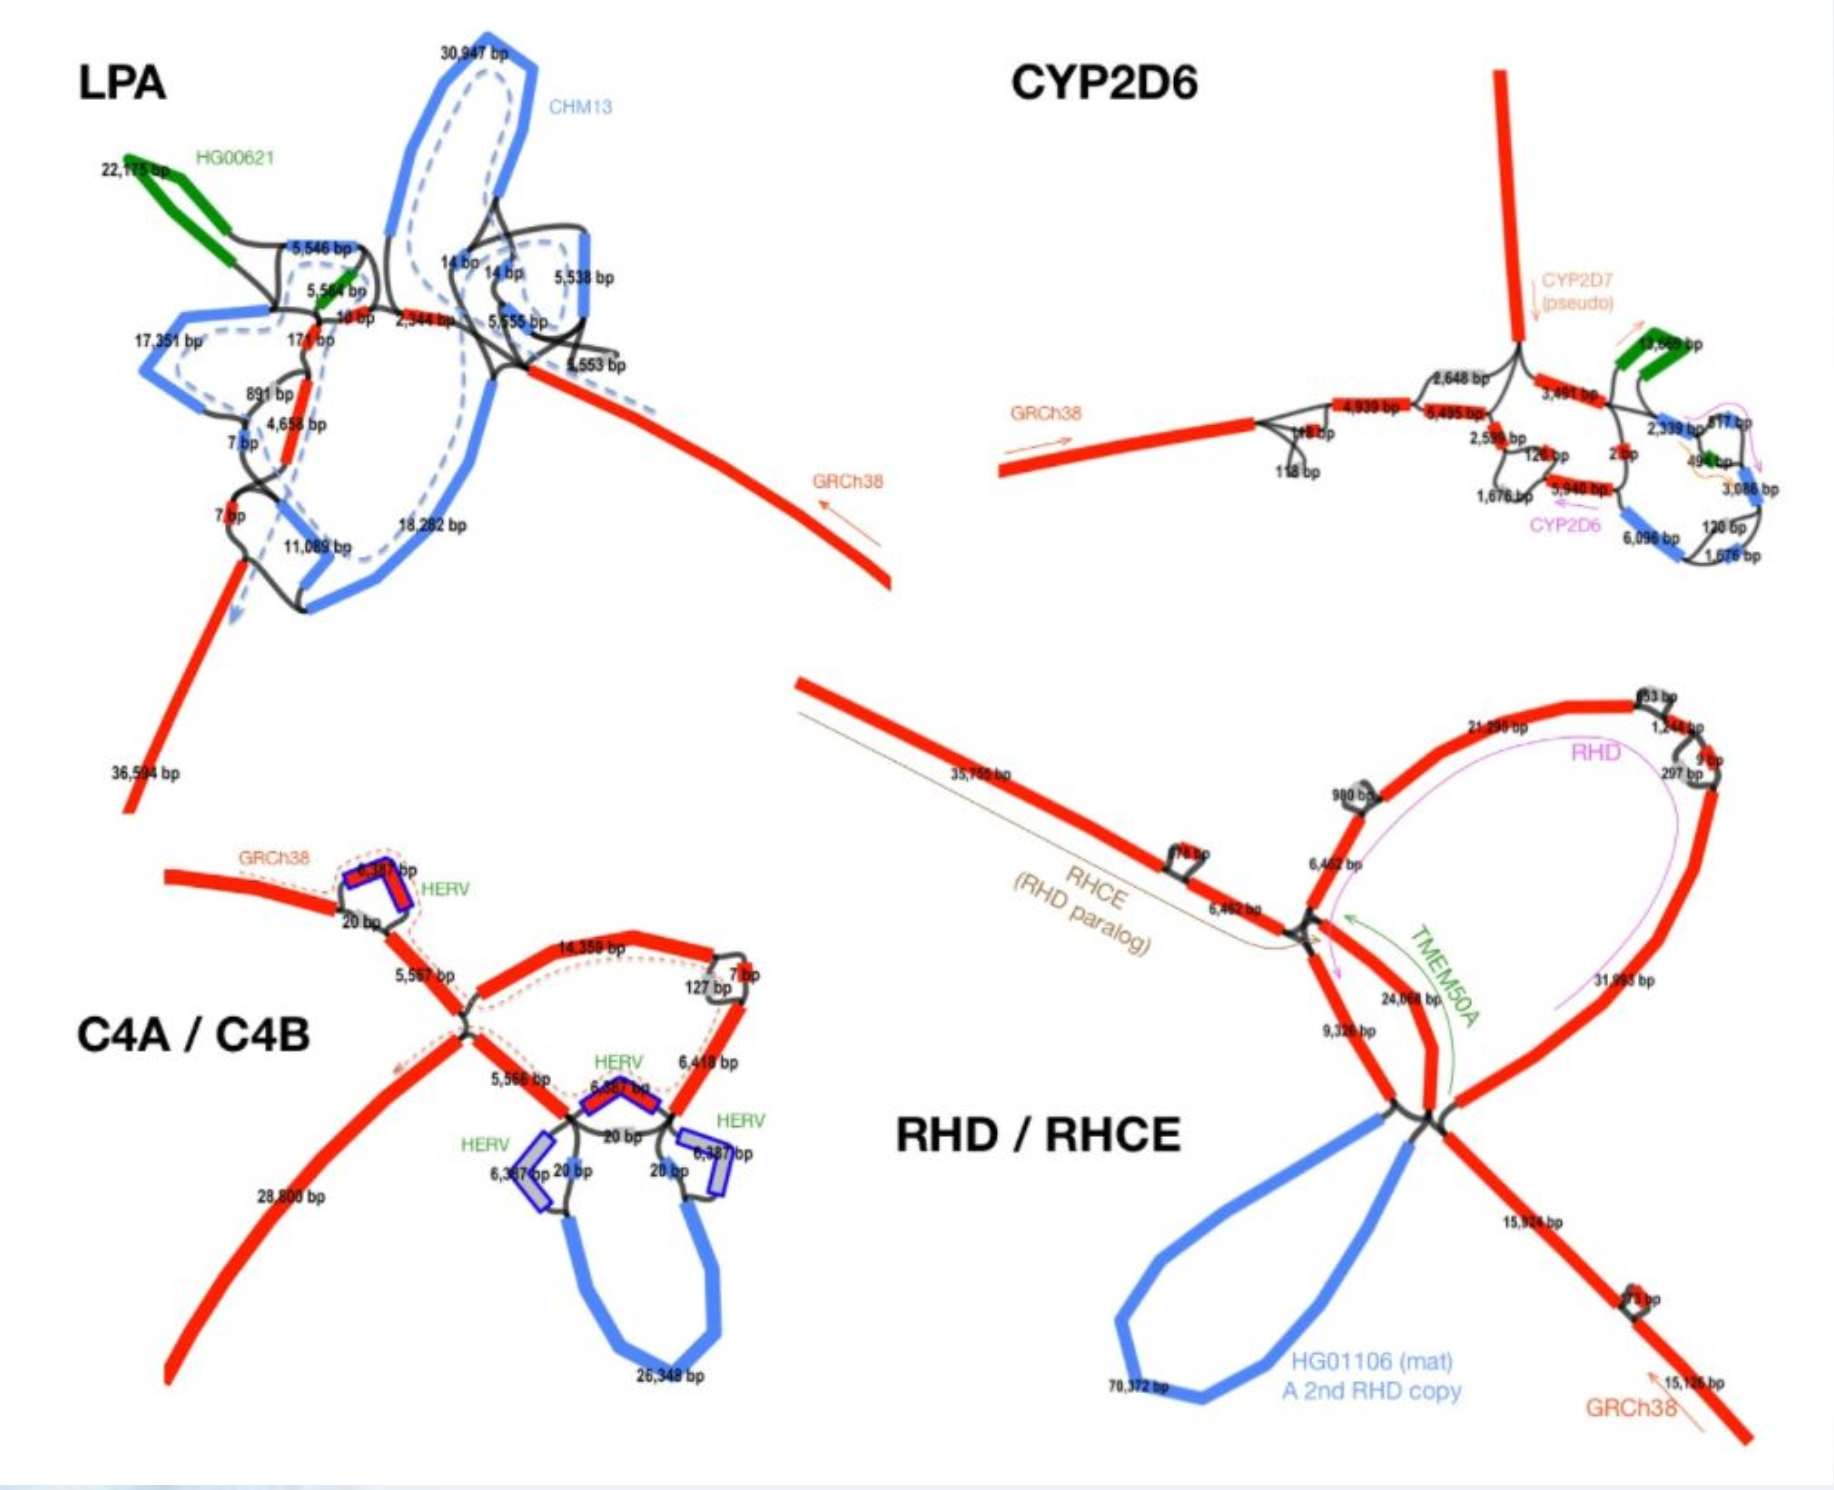 LPA
30,947 bp
CHM13
HG00621
22,175 bp
5,546 bp
14 bp
14 bp
5,538 bp
5,564 bp
10 bp
2,344 bp
5,555 bp
17,351 bp
171 bp
5,553 bp
891 bp
4,658 bp
7 bp
GRCh38
7 bp
18,282 bp
11,089 bp
36,594 bp
CYP2D6
CYP2D7
(pseudo)
2,648 bp
3,491 bp
GRCh38
4,939 bp
5,495 bp
2,339 bp
517 bp
118 bp
2,599 bp
126 bp
2 bp
494 bp
118 bp
1,676 bp
5,940 bp
3,086 bp
CYP2D6
6,096 bp
120 bp
1,676 bp
GRCh38
6,387 bp
HERV
20 bp
5,567 bp
14,359 bp
7 bp
127 bp
C4A / C4B
HERV
5,566 bp
6,387 bp
6,418 bp
HERV
HERV
20 bp
6,387 bp
20 bp
20 bp
6,387 bp
28,808 bp
26,348 bp
35,755 bp
RHCE
(RHD paralog)
6,462 bp
980 bp
21,295 bp
1,244 bp
RHD
9 bp
297 bp
6,462 bp
TMEM50A
24,068 bp
31,993 bp
9,326 bp
RHD / RHCE
15,924 bp
HG01106 (mat)
A 2nd RHD copy
70,372 bp
15,126 bp
GRCh38